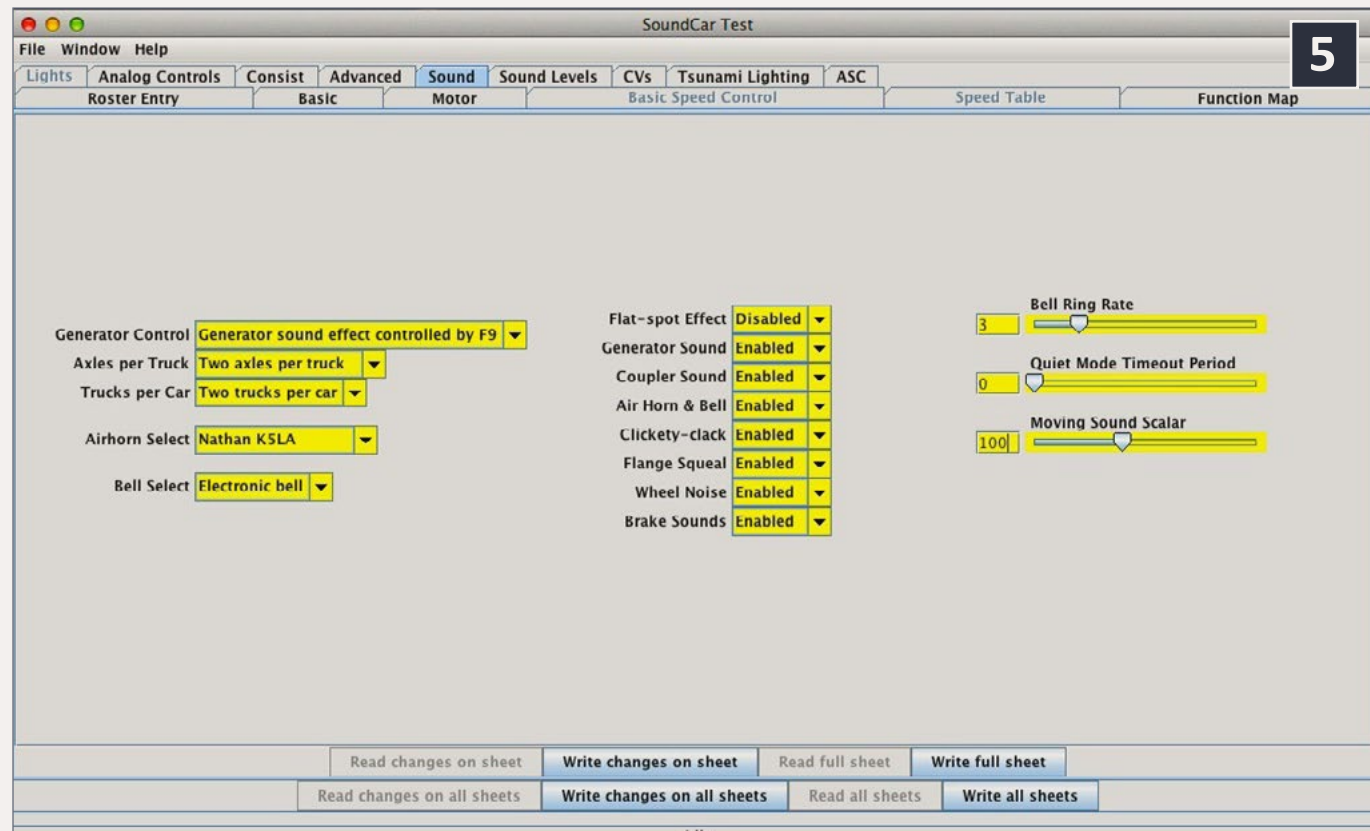 SoundCar Test
5
File Window Help
Lights Analog Controls Consist Advanced Sound Sound Levels CVs Tsunami Lighting ASC
Roster Entry Basic Motor Basic Speed Control Speed Table Function Map
Generator Control Generator sound effect controlled by F9
Axles per Truck Two axles per truck
Trucks per Car Two trucks per car
Airhorn Select Nathan K5LA
Bell Select Electronic bell
Flat-spot Effect Disabled
Generator Sound Enabled
Coupler Sound Enabled
Air Horn & Bell Enabled
Clickety-clack Enabled
Flange Squeal Enabled
Wheel Noise Enabled
Brake Sounds Enabled
Bell Ring Rate
3
Quiet Mode Timeout Period
0
Moving Sound Scalar
100
Read changes on sheet Write changes on sheet Read full sheet Write full sheet
Read changes on all sheets Write changes on all sheets Read all sheets Write all sheets